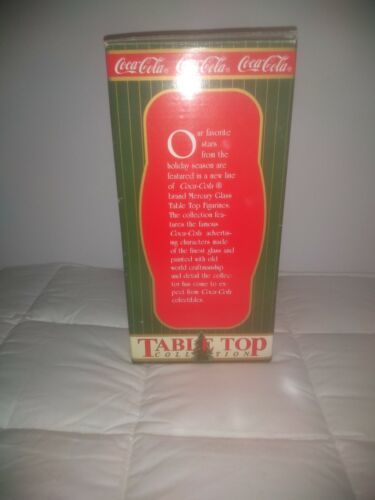 Coca-Cola® Coca-Cola® Coca-Cola®
Our favorite
stars
from the
holiday season are
featured in a new line
of Coca-Cola®
brand Mercury Glass
Table Top Figurines.
The collection fea-
tures the famous
Coca-Cola advertis-
ing characters made
of the finest glass and
painted with old
world craftmanship
and detail the collec-
tor has come to ex-
pect from Coca-Cola
collectibles.
TABLE TOP
COLLECTION